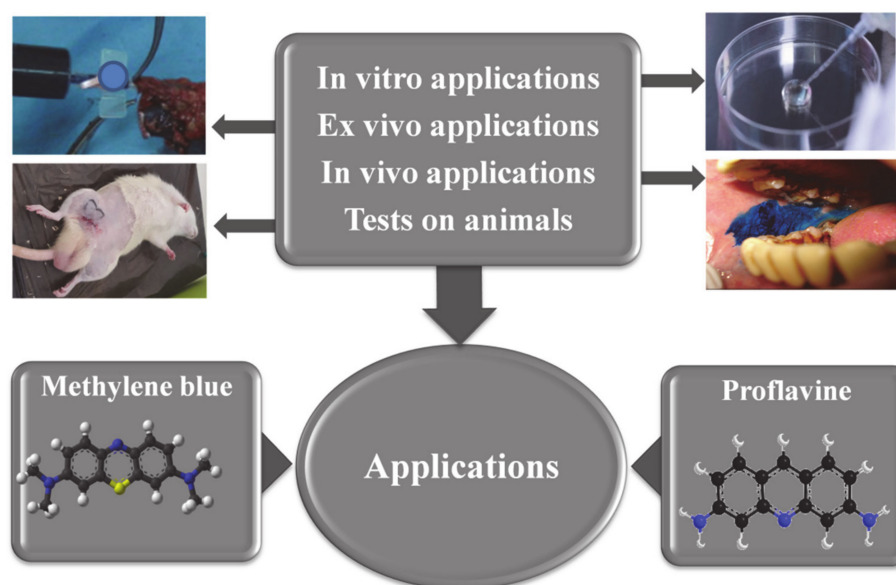 In vitro applications
Ex vivo applications
In vivo applications
Tests on animals
Methylene blue
Applications
Proflavine